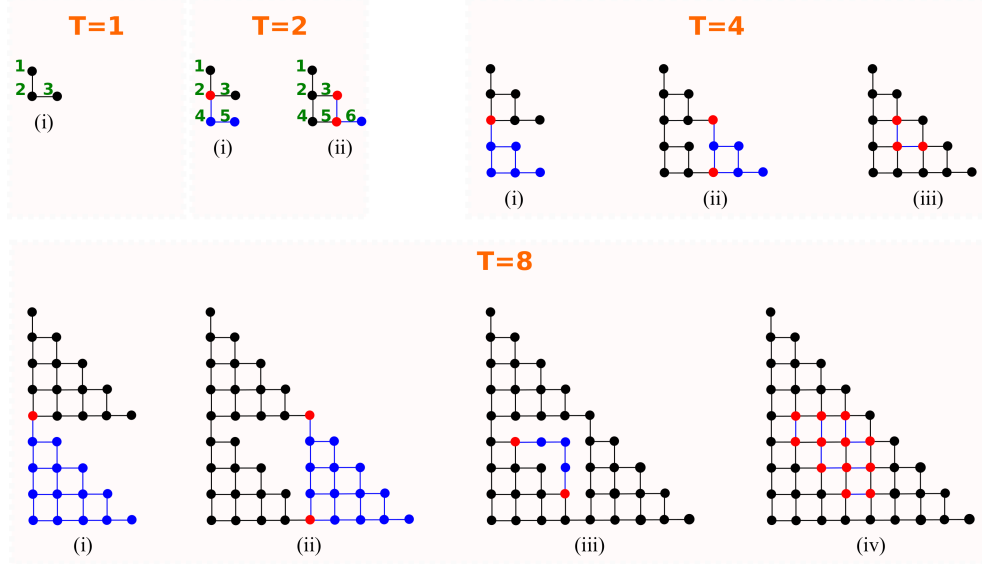 T=1
1
2 3
(i)
T=2
1
2 3
4 5
(i)
1
2 3
4 5 6
(ii)
T=4
(i)
(ii)
(iii)
T=8
(i)
(ii)
(iii)
(iv)